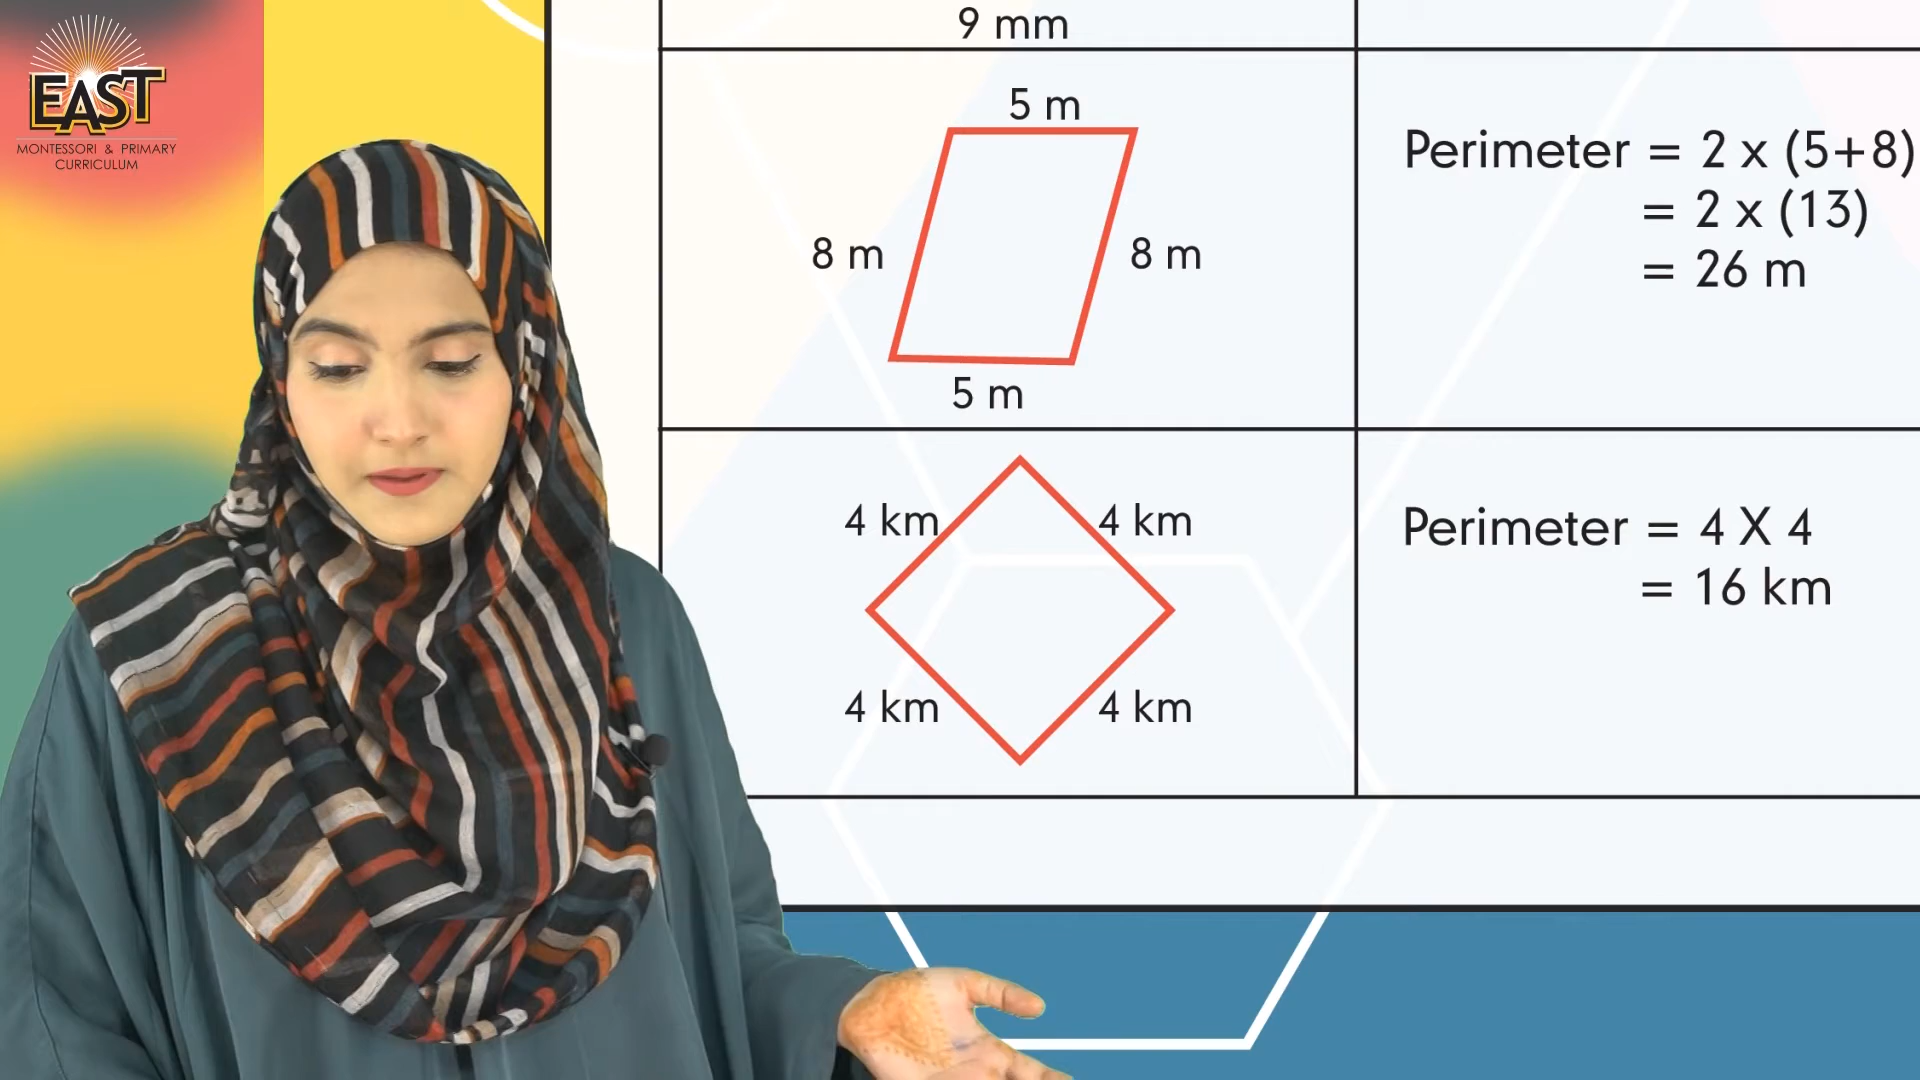 EAST
MONTESSORI & PRIMARY
CURRICULUM
9 mm
5 m
8 m
8 m
5 m
Perimeter = 2 x (5+8)
= 2 x (13)
= 26 m
4 km
4 km
4 km
4 km
Perimeter = 4 X 4
= 16 km